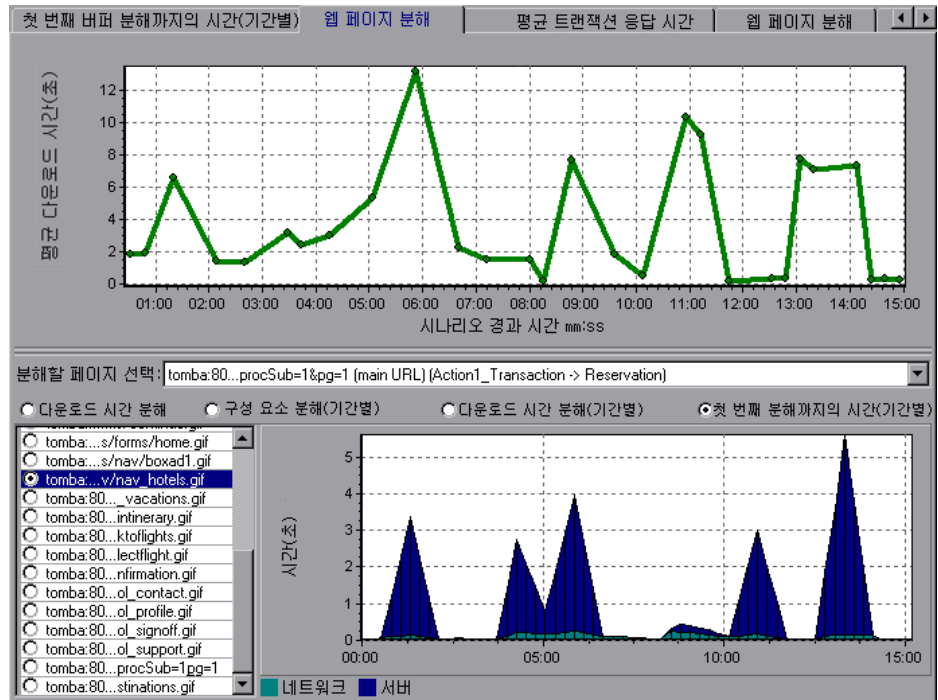 첫 번째 버퍼 분해까지의 시간(기간별) 웹 페이지 분해 평균 트랜잭션 응답 시간 웹 페이지 분해
평균 다운로드 시간(초)
12
10
8
6
4
2
0
01:00 02:00 03:00 04:00 05:00 06:00 07:00 08:00 09:00 10:00 11:00 12:00 13:00 14:00 15:00
시나리오 경과 시간 mm:ss
분해할 페이지 선택: tomba:80...procSub=1&pg=1 (main URL) (Action1_Transaction -> Reservation)
다운로드 시간 분해 구성 요소 분해(기간별) 다운로드 시간 분해(기간별) 첫 번째 분해까지의 시간(기간별)
tomba:...s/forms/home.gif
tomba:...s/nav/boxad1.gif
tomba:...v/nav_hotels.gif
tomba:80..._vacations.gif
tomba:80...intinerary.gif
tomba:80...ktoflights.gif
tomba:80...lectflight.gif
tomba:80...nfirmation.gif
tomba:80...ol_contact.gif
tomba:80...ol_profile.gif
tomba:80...ol_signoff.gif
tomba:80...ol_support.gif
tomba:80...procSub=1pg=1
tomba:80...stinations.gif
시간(초)
5
4
3
2
1
0
00:00 05:00 10:00 15:00
네트워크 서버